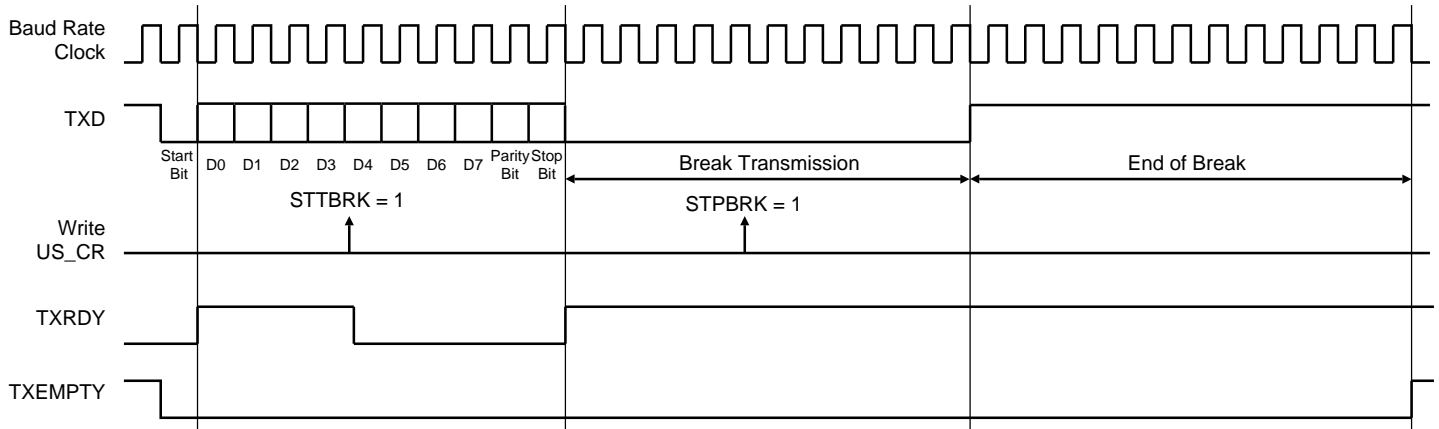 Baud Rate
Clock
TXD
Start
Bit
D0
D1
D2
D3
D4
D5
D6
D7
Parity
Bit
Stop
Bit
Break Transmission
End of Break
STTBRK = 1
STPBRK = 1
Write
US_CR
TXRDY
TXEMPTY